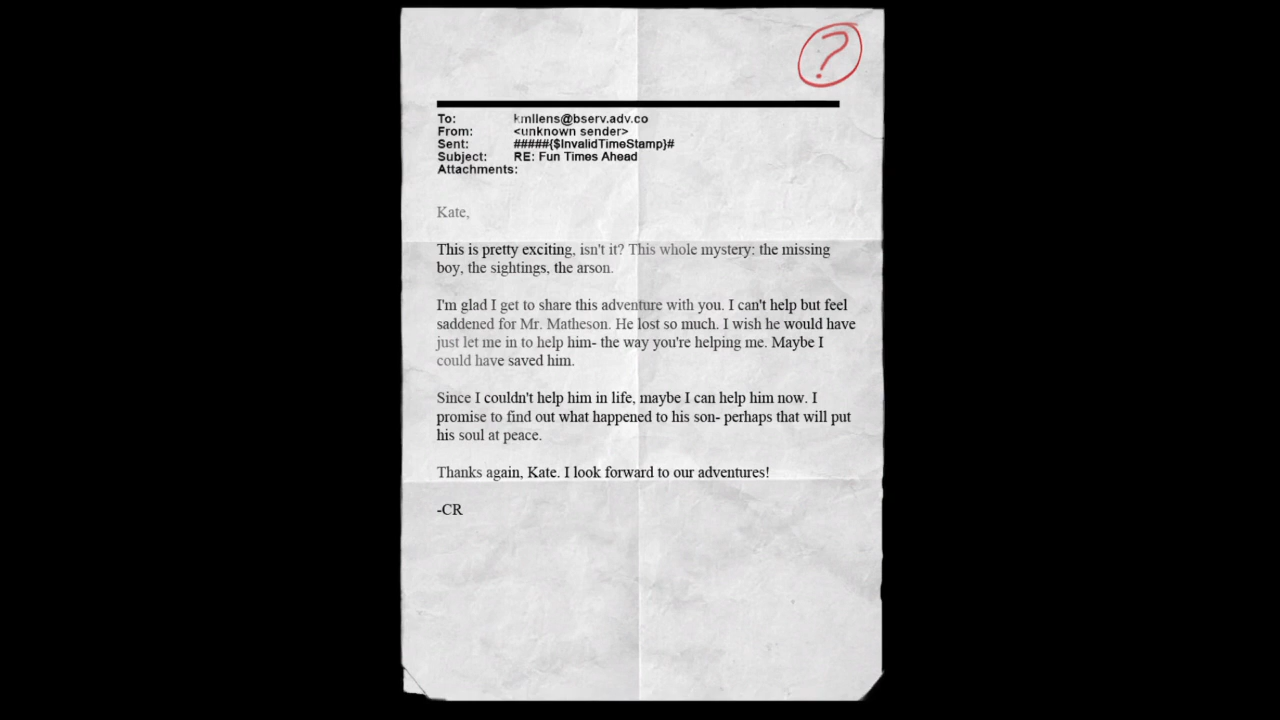 ?
To: kmllens@bserv.adv.co
From: <unknown sender>
Sent: #####{$InvalidTimeStamp}#
Subject: RE: Fun Times Ahead
Attachments:
Kate,
This is pretty exciting, isn't it? This whole mystery: the missing
boy, the sightings, the arson.
I'm glad I get to share this adventure with you. I can't help but feel
saddened for Mr. Matheson. He lost so much. I wish he would have
just let me in to help him- the way you're helping me. Maybe I
could have saved him.
Since I couldn't help him in life, maybe I can help him now. I
promise to find out what happened to his son- perhaps that will put
his soul at peace.
Thanks again, Kate. I look forward to our adventures!
-CR